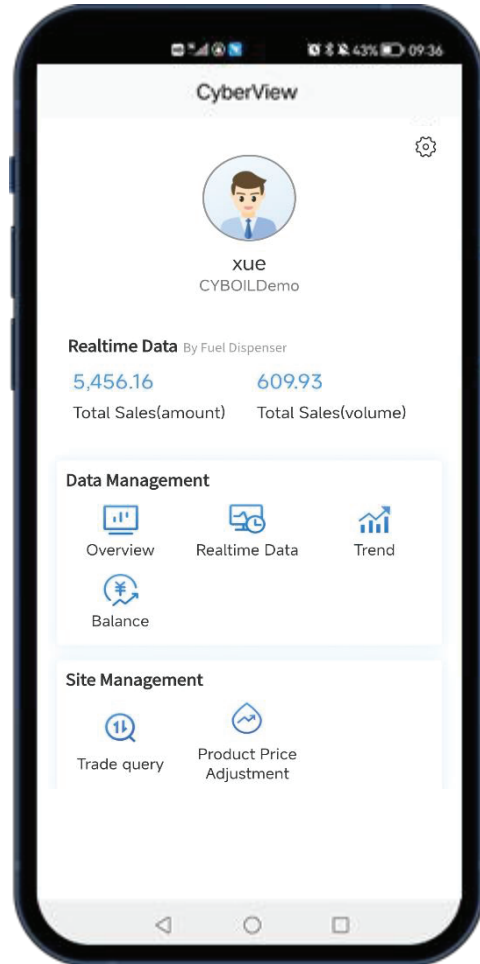 43% 09:36
CyberView
xue
CYBOILDemo
Realtime Data By Fuel Dispenser
5,456.16 609.93
Total Sales(amount) Total Sales(volume)
Data Management
Overview Realtime Data Trend
Balance
Site Management
Trade query Product Price
Adjustment